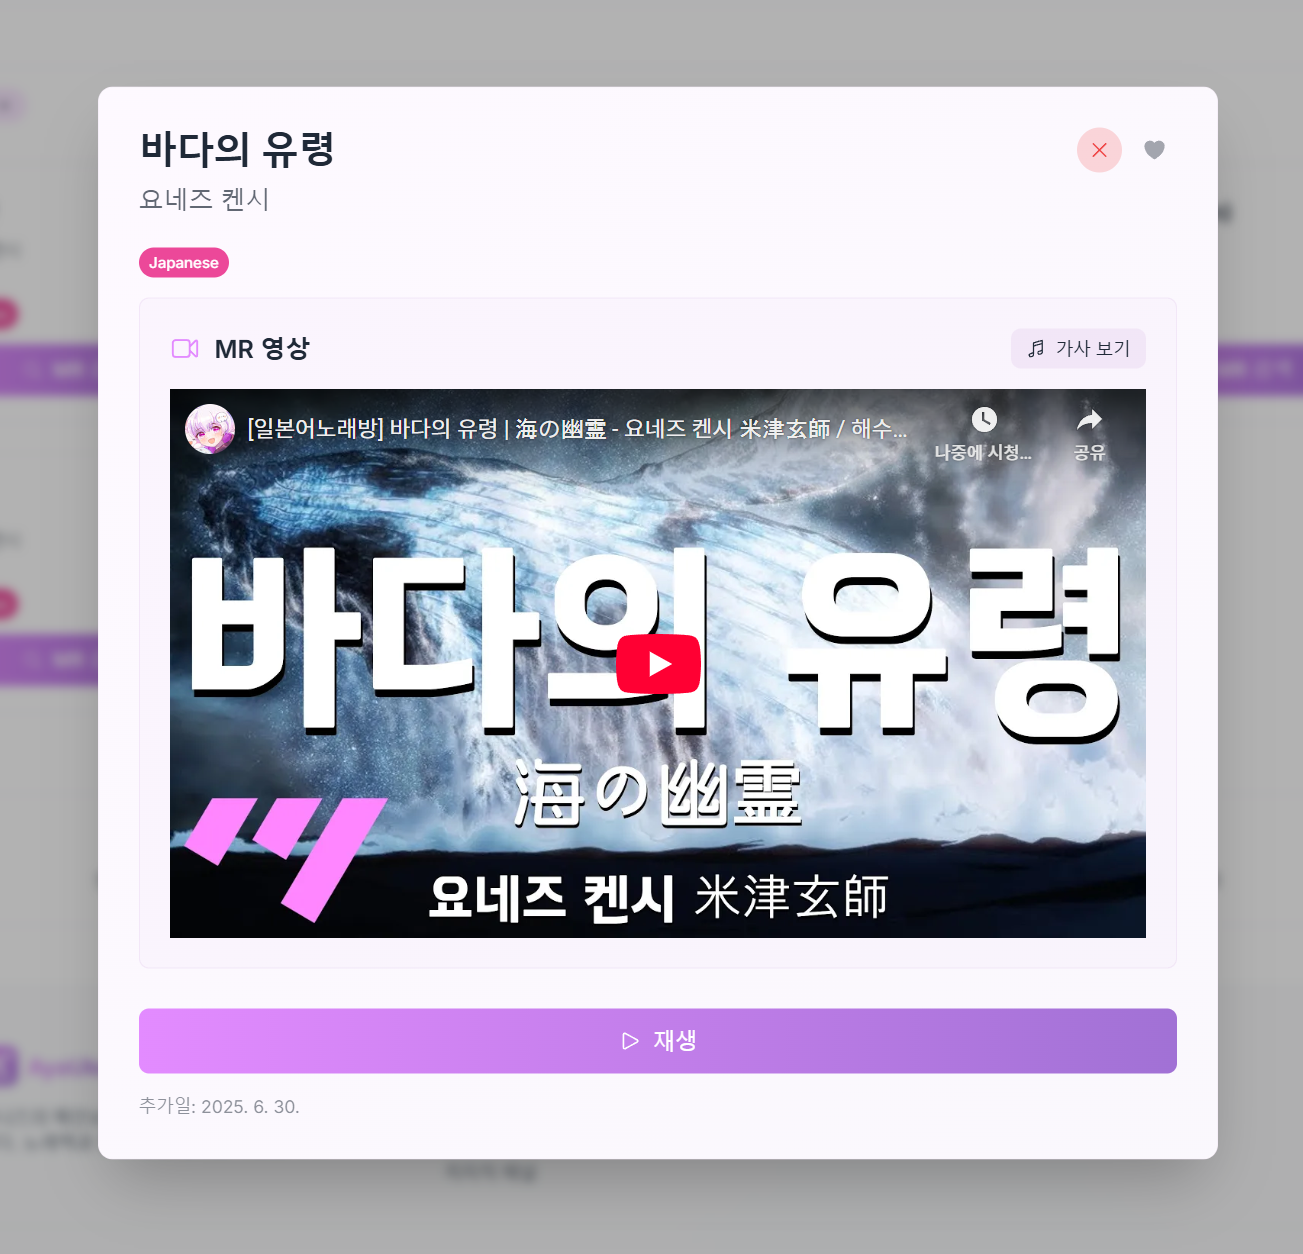 바다의 유령
요네즈 켄시
Japanese
MR 영상
가사 보기
[일본어노래방] 바다의 유령 | 海の幽霊 - 요네즈 켄시 米津玄師 / 해수...
나중에 시청...
공유
바다의 유령
海の幽霊
요네즈 켄시 米津玄師
재생
추가일: 2025. 6. 30.